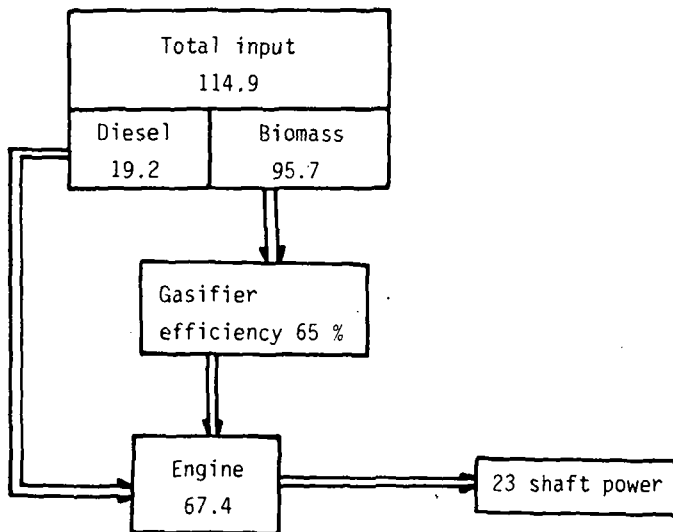 Total input
114.9
Diesel
19.2
Biomass
95.7
Gasifier
efficiency 65 %
Engine
67.4
23 shaft power